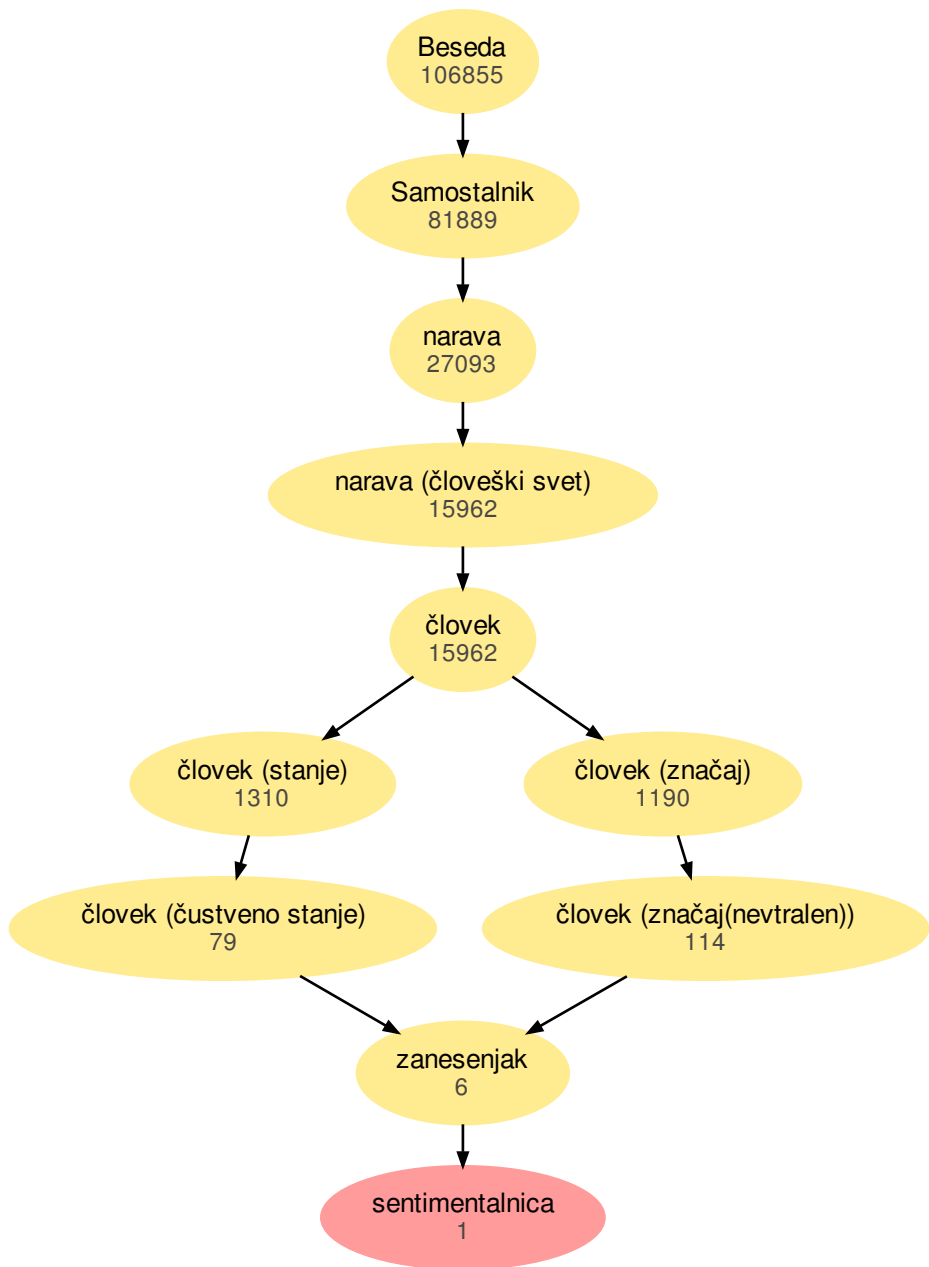 Beseda
106855
Samostalnik
81889
narava
27093
narava (človeški svet)
15962
človek
15962
človek (stanje)
1310
človek (značaj)
1190
človek (čustveno stanje)
79
človek (značaj(nevtralen))
114
zanesenjak
6
sentimentalnica
1